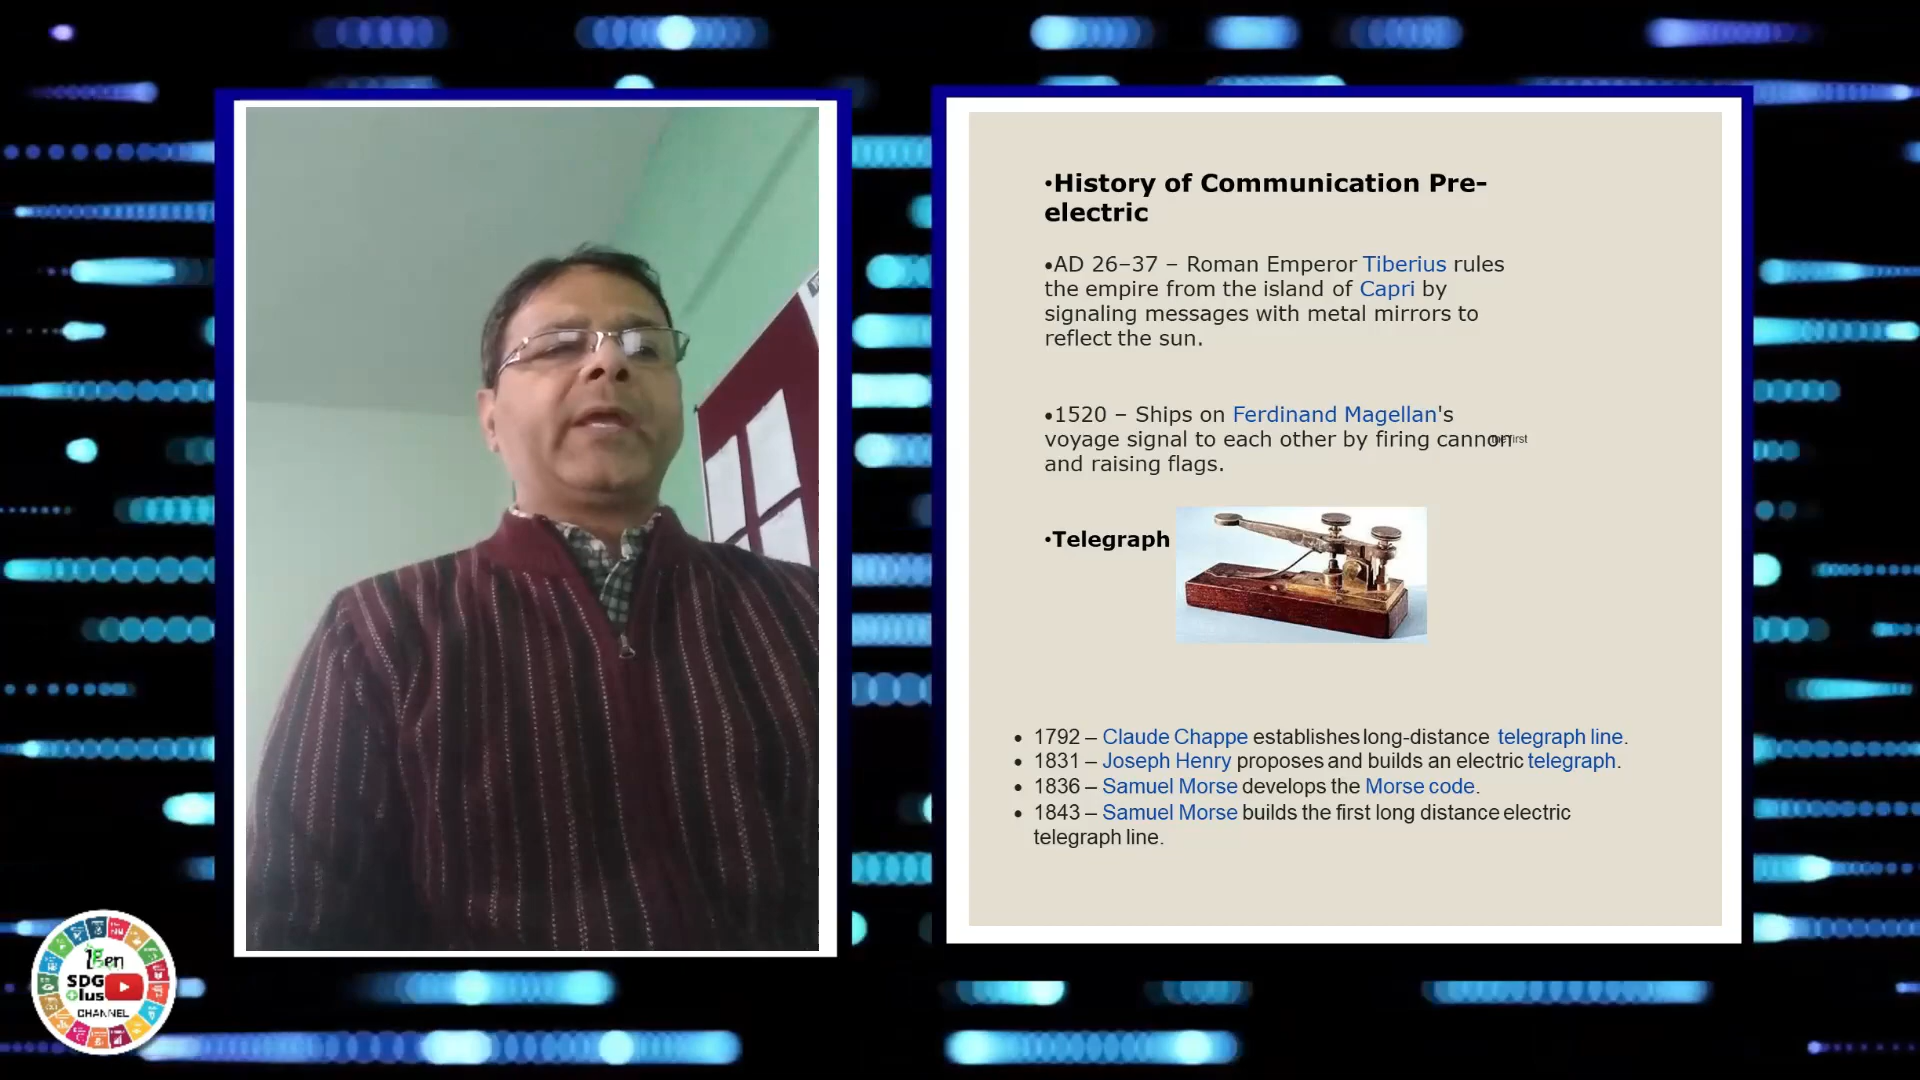 •History of Communication Pre-
electric
•AD 26–37 – Roman Emperor Tiberius rules
the empire from the island of Capri by
signaling messages with metal mirrors to
reflect the sun.
•1520 – Ships on Ferdinand Magellan's
voyage signal to each other by firing cannon
first
and raising flags.
•Telegraph
• 1792 – Claude Chappe establishes long-distance telegraph line.
• 1831 – Joseph Henry proposes and builds an electric telegraph.
• 1836 – Samuel Morse develops the Morse code.
• 1843 – Samuel Morse builds the first long distance electric
telegraph line.
SDG
lus
CHANNEL